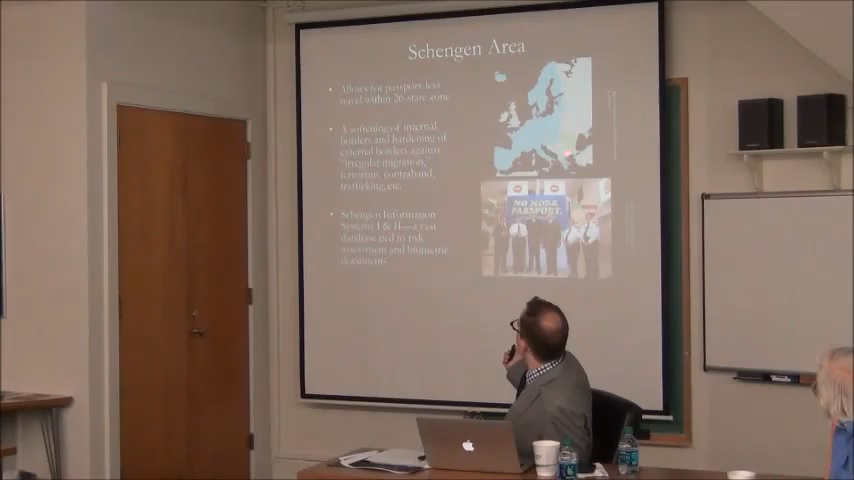 Schengen Area
• Allows for passport-less
travel within 26-state zone
• A softening of internal
borders and hardening of
external borders against
"irregular migration,"
terrorism, contraband,
trafficking, etc.
• Schengen Information
Systems I & II—a vast
database tied to risk
assessment and biometric
documents
NO MORE
PASSPORT.